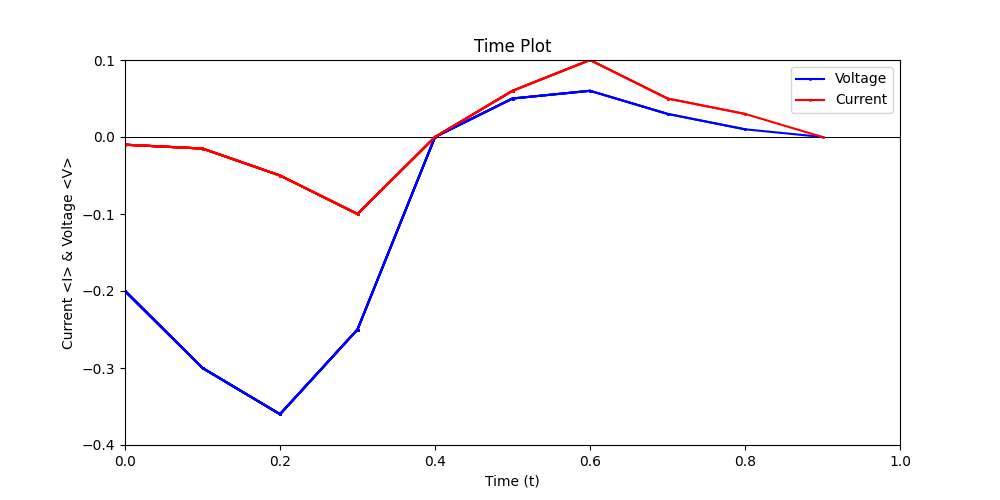 Time Plot
Voltage
Current
0.1
0.0
−0.1
−0.2
−0.3
−0.4
Current <I> & Voltage <V>
0.0 0.2 0.4 0.6 0.8 1.0
Time (t)